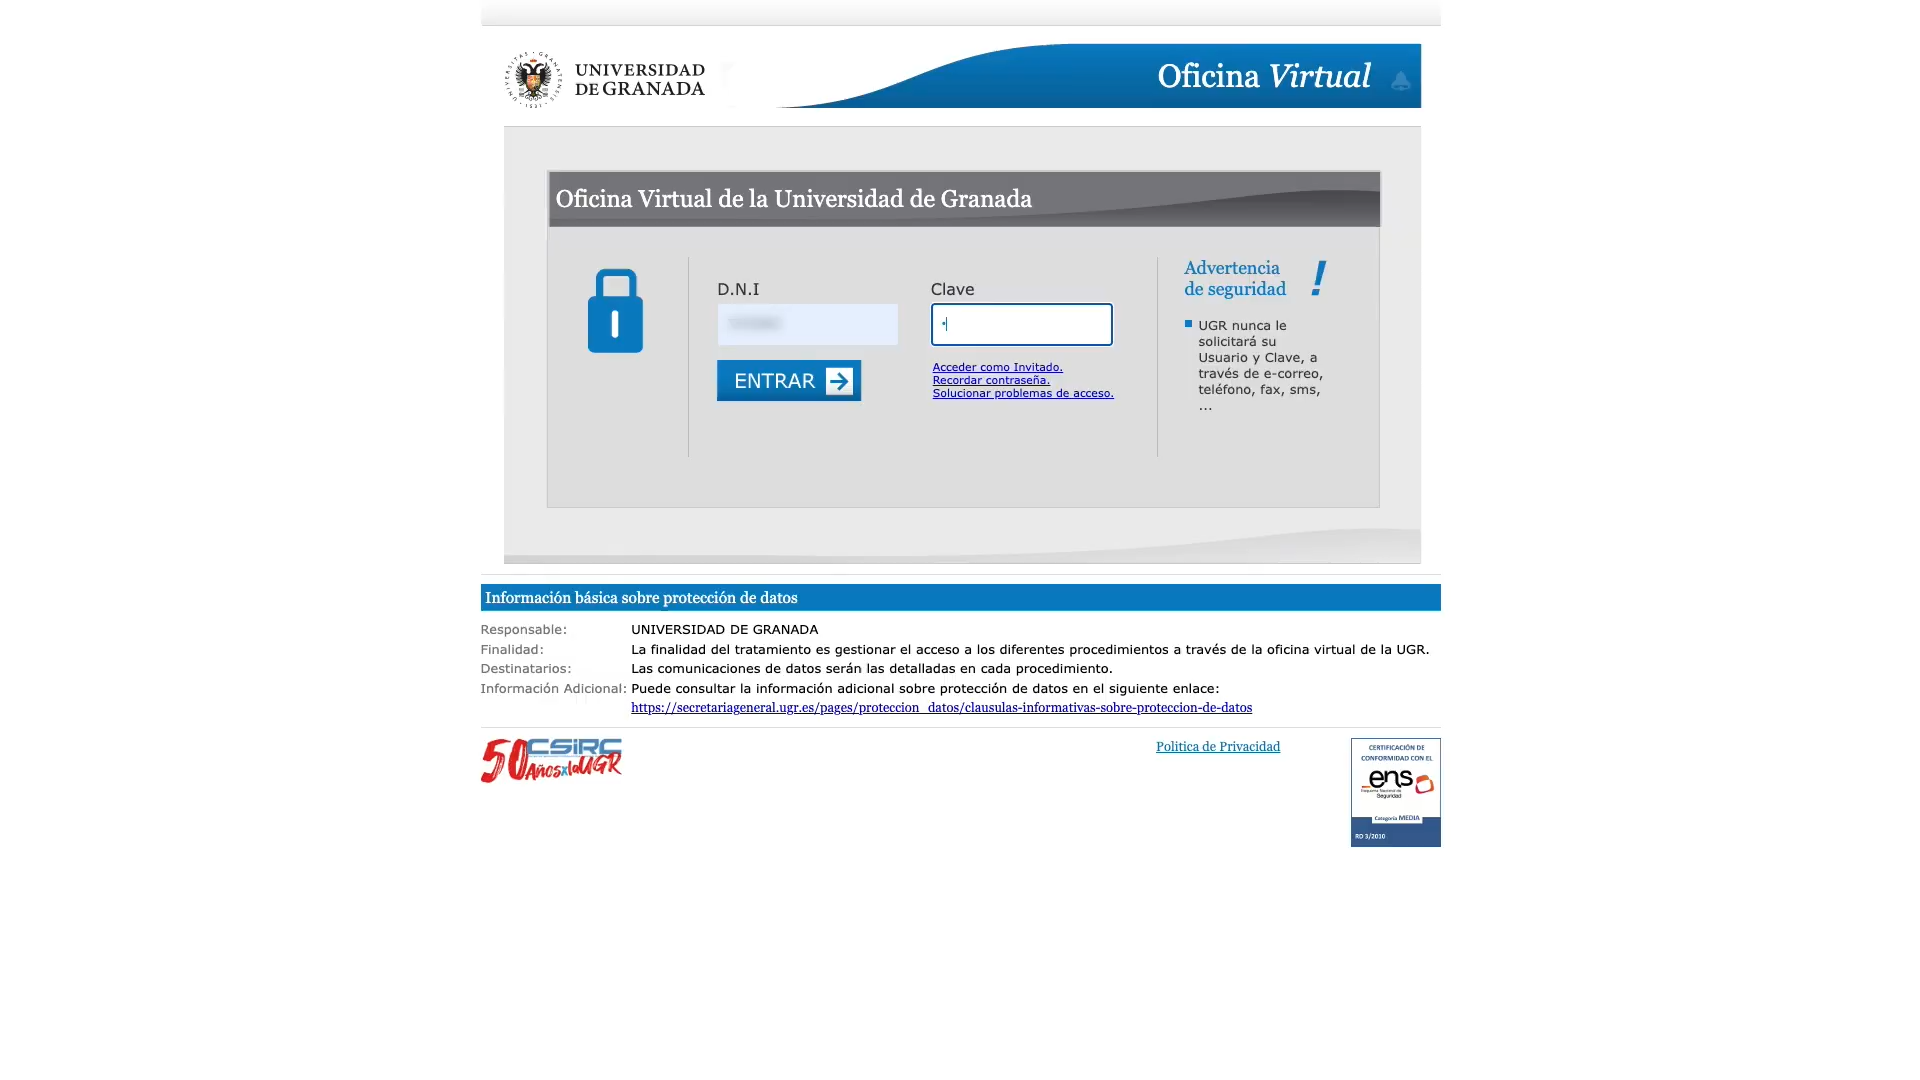 UNIVERSIDAD
DE GRANADA
Oficina Virtual
Oficina Virtual de la Universidad de Granada
D.N.I
Clave
ENTRAR
Acceder como Invitado.
Recordar contraseña.
Solucionar problemas de acceso.
Advertencia
de seguridad
!
UGR nunca le
solicitará su
Usuario y Clave, a
través de e-correo,
teléfono, fax, sms,
...
Información básica sobre protección de datos
Responsable: UNIVERSIDAD DE GRANADA
Finalidad: La finalidad del tratamiento es gestionar el acceso a los diferentes procedimientos a través de la oficina virtual de la UGR.
Destinatarios: Las comunicaciones de datos serán las detalladas en cada procedimiento.
Información Adicional: Puede consultar la información adicional sobre protección de datos en el siguiente enlace:
https://secretariageneral.ugr.es/pages/proteccion_datos/clausulas-informativas-sobre-proteccion-de-datos
50 CSIRC
AñosxlaUGR
Politica de Privacidad
CERTIFICACIÓN DE
CONFORMIDAD CON EL
ens
Esquema Nacional de
Seguridad
Categoría MEDIA
RD 3/2010